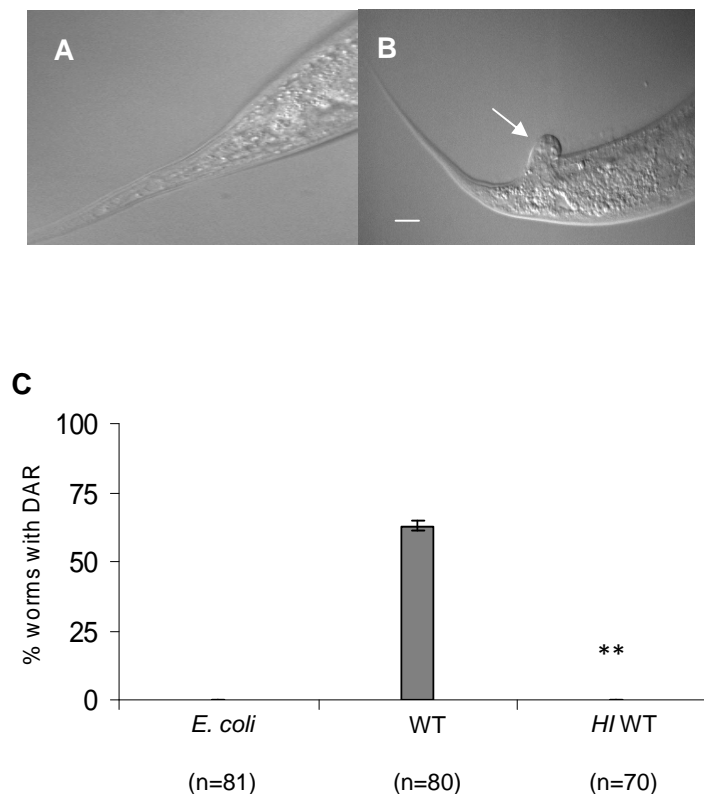 A
B
C
100
75
50
25
0
% worms with DAR
**
E. coli WT HI WT
(n=81) (n=80) (n=70)